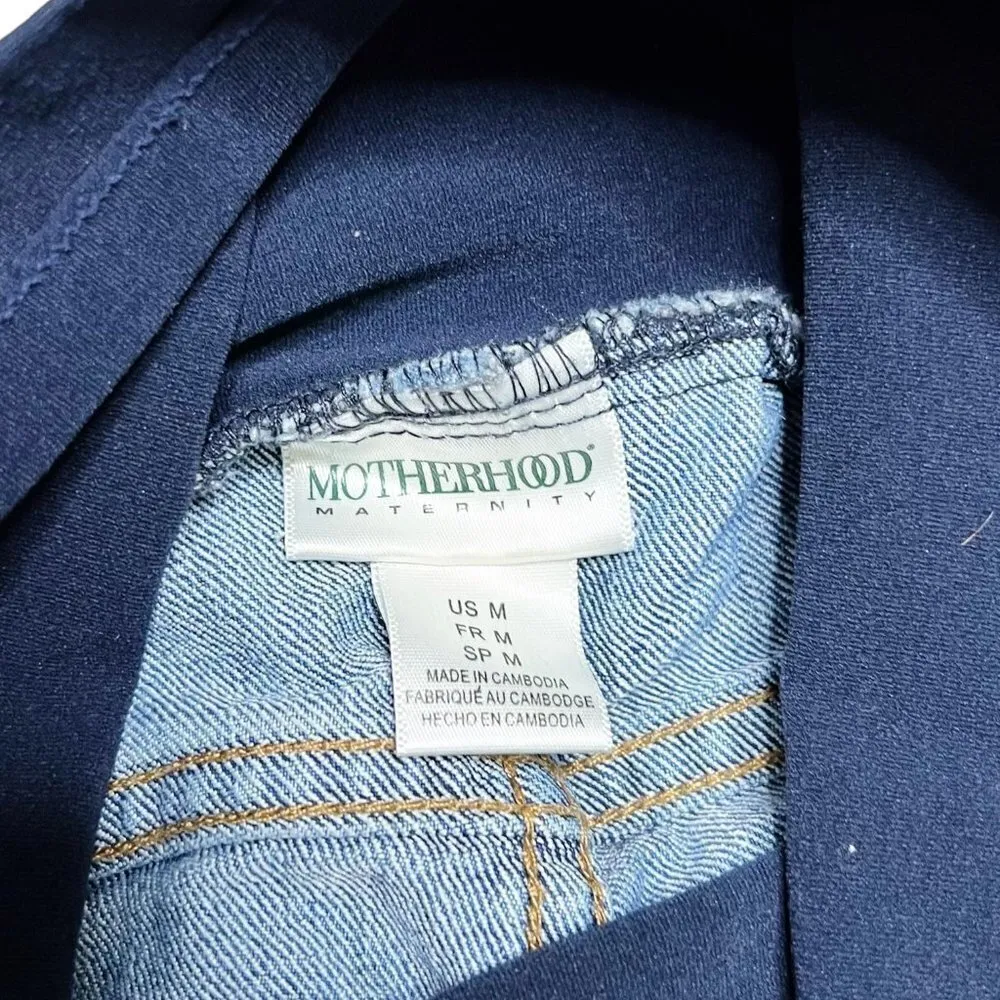 MOTHERHOOD®
MATERNITY
US M
FR M
SP M
MADE IN CAMBODIA
FABRIQUÉ AU CAMBODGE
HECHO EN CAMBODIA